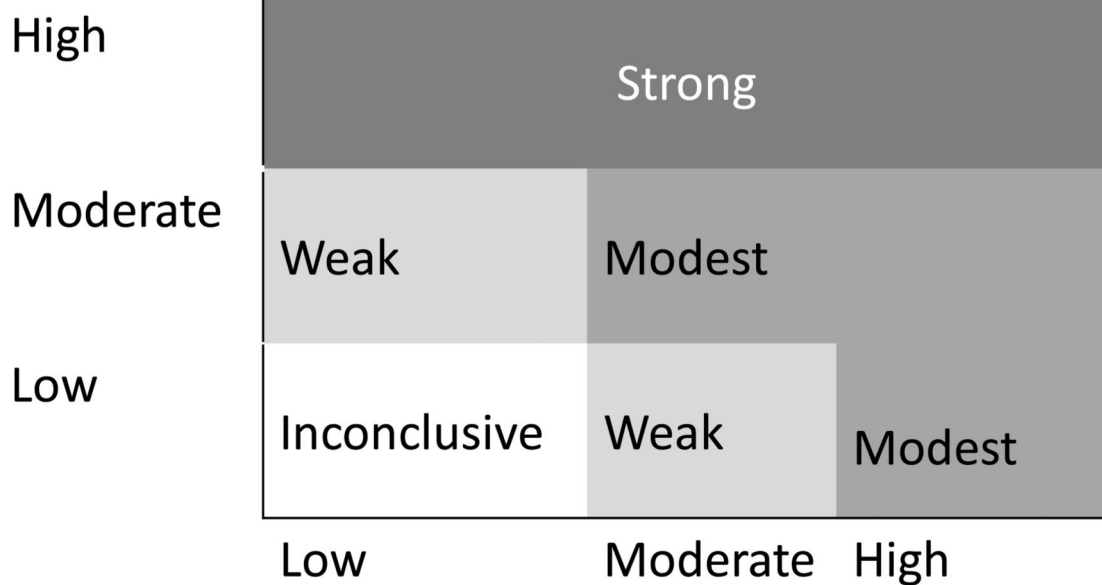 High
Strong
Moderate
Weak Modest
Low
Inconclusive Weak Modest
Low Moderate High